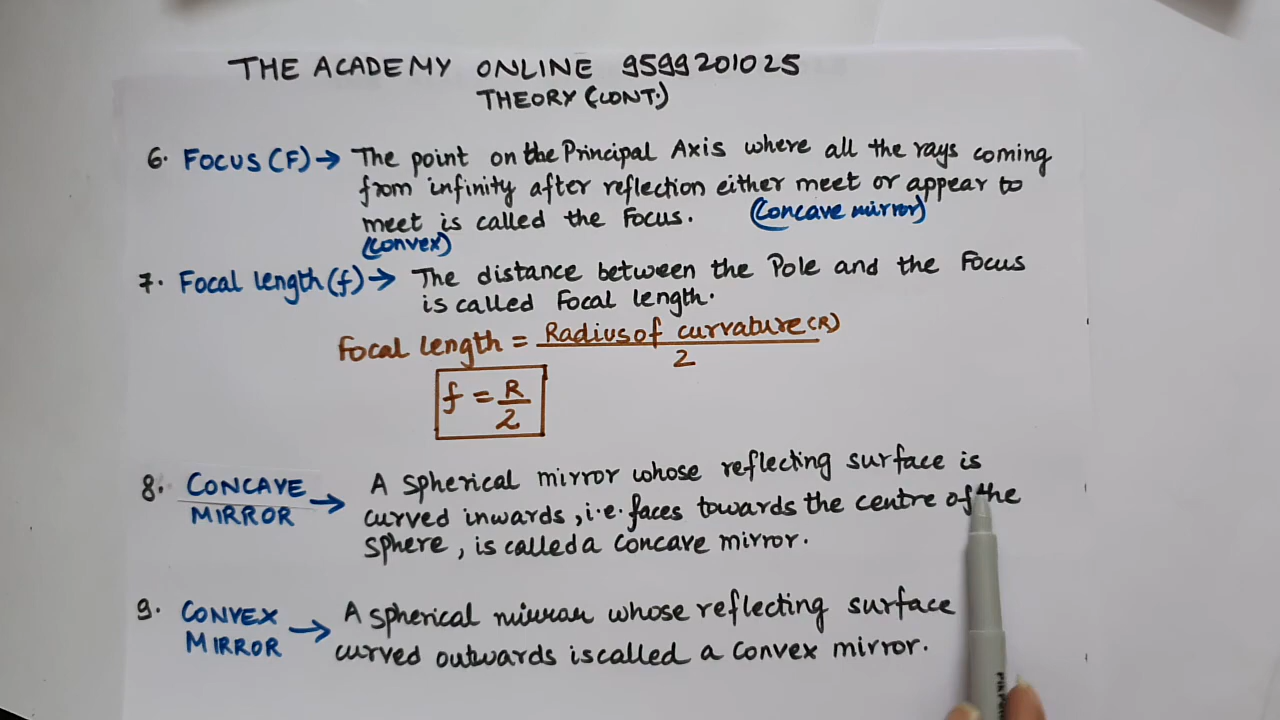 THE ACADEMY ONLINE 9599201025
THEORY (CONT.)
6. FOCUS (F) → The point on the Principal Axis where all the rays coming
from infinity after reflection either meet or appear to
meet is called the Focus. (Concave mirror)
(Convex)
7. Focal length (f) → The distance between the Pole and the Focus
is called Focal length.
Focal length = Radius of curvature (R)
2
f = R
2
8. CONCAVE MIRROR → A spherical mirror whose reflecting surface is
curved inwards, i.e. faces towards the centre of the
sphere, is called a concave mirror.
9. CONVEX MIRROR → A spherical mirror whose reflecting surface
curved outwards is called a convex mirror.